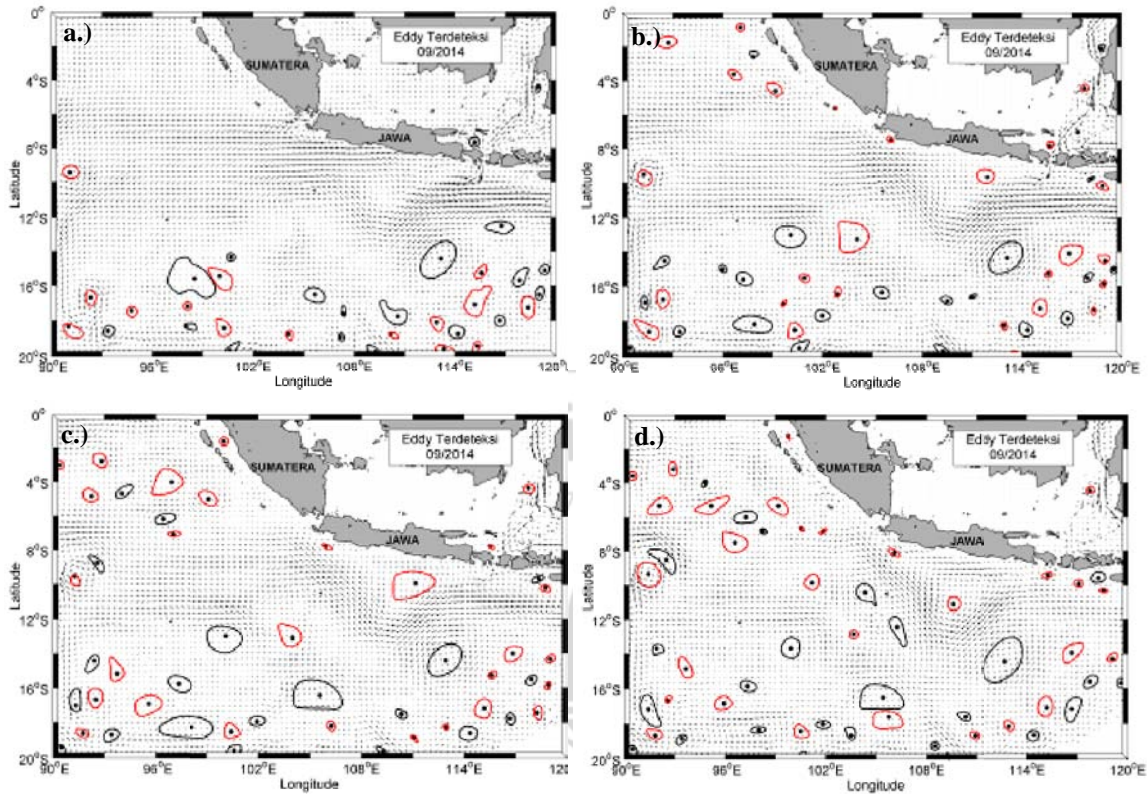 a.)
Eddy Terdeteksi
09/2014
SUMATERA
JAWA
Latitude
0°
4°S
8°S
12°S
16°S
20°S
90°E
96°E
102°E
108°E
114°E
120°E
Longitude
b.)
Eddy Terdeteksi
09/2014
SUMATERA
JAWA
Latitude
0°
4°S
8°S
12°S
16°S
20°S
90°E
96°E
102°E
108°E
114°E
120°E
Longitude
c.)
Eddy Terdeteksi
09/2014
SUMATERA
JAWA
Latitude
0°
4°S
8°S
12°S
16°S
20°S
90°E
96°E
102°E
108°E
114°E
120°E
Longitude
d.)
Eddy Terdeteksi
09/2014
SUMATERA
JAWA
Latitude
0°
4°S
8°S
12°S
16°S
20°S
90°E
96°E
102°E
108°E
114°E
120°E
Longitude